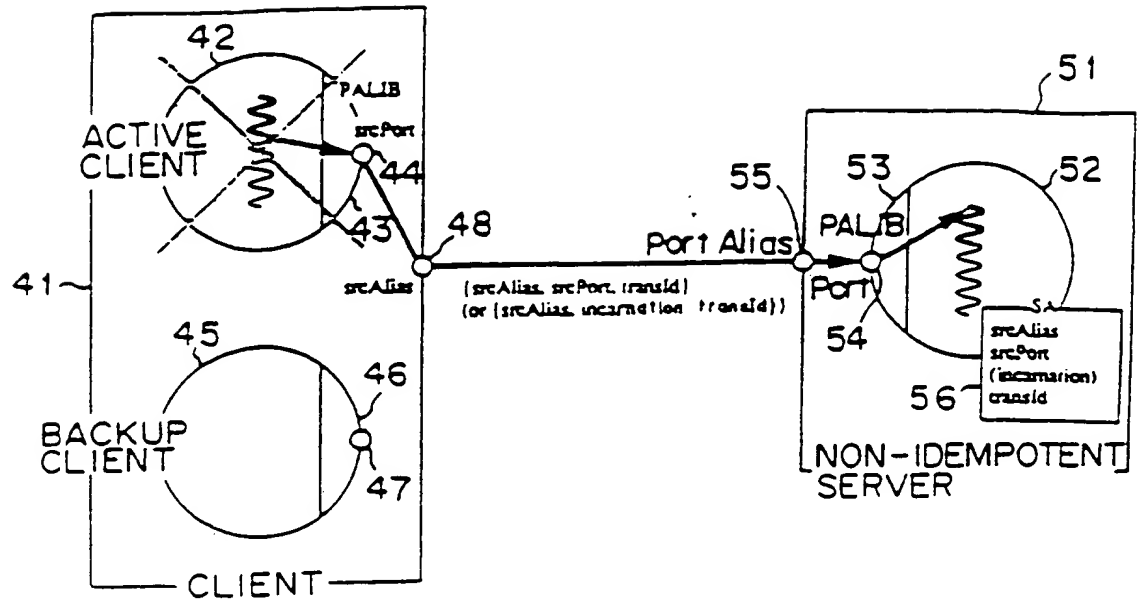 42
PALIB
ACTIVE
CLIENT
srcPort
44
43
48
srcAlias
41
45
46
BACKUP
CLIENT
47
CLIENT
Port Alias
(srcAlias, srcPort, transId)
(or (srcAlias, incarnation transId))
51
55
53
52
PALIB
Port
54
srcAlias
srcPort
(incarnation)
transId
56
NON-IDEMPOTENT
SERVER